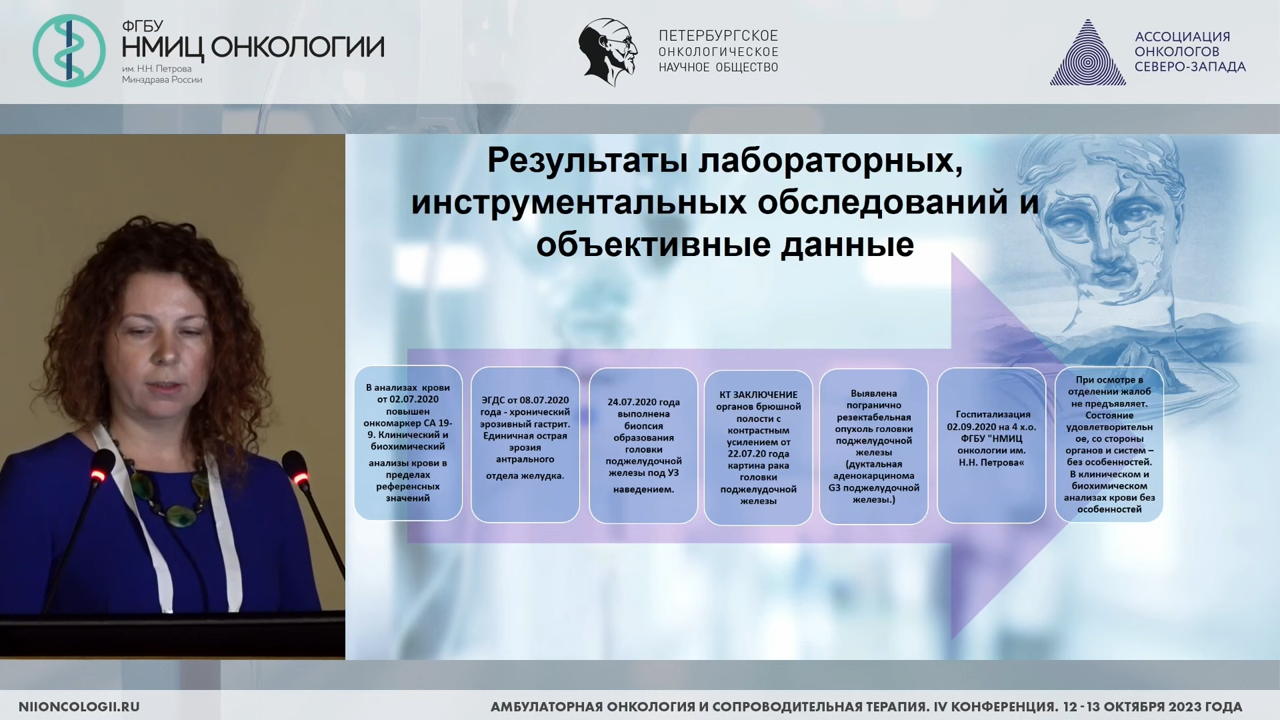 ФГБУ
НМИЦ ОНКОЛОГИИ
им. Н.Н. Петрова
Минздрава России
ПЕТЕРБУРГСКОЕ
ОНКОЛОГИЧЕСКОЕ
НАУЧНОЕ ОБЩЕСТВО
АССОЦИАЦИЯ
ОНКОЛОГОВ
СЕВЕРО-ЗАПАДА
Результаты лабораторных,
инструментальных обследований и
объективные данные
В анализах крови
от 02.07.2020
повышен
онкомаркер СА 19-
9. Клинический и
биохимический
анализы крови в
пределах
референсных
значений
ЭГДС от 08.07.2020
года - хронический
эрозивный гастрит.
Единичная острая
эрозия
антрального
отдела желудка.
24.07.2020 года
выполнена
биопсия
образования
головки
поджелудочной
железы под УЗ
наведением.
КТ ЗАКЛЮЧЕНИЕ
органов брюшной
полости с
контрастным
усилением от
22.07.20 года
картина рака
головки
поджелудочной
железы
Выявлена
погранично
резектабельная
опухоль головки
поджелудочной
железы
(дуктальная
аденокарцинома
G3 поджелудочной
железы.)
Госпитализация
02.09.2020 на 4 х.о.
ФГБУ "НМИЦ
онкологии им.
Н.Н. Петрова“
При осмотре в
отделении жалоб
не предъявляет.
Состояние
удовлетворительн
ое, со стороны
органов и систем –
без особенностей.
В клиническом и
биохимическом
анализах крови без
особенностей
NIIONCOLOGII.RU
АМБУЛАТОРНАЯ ОНКОЛОГИЯ И СОПРОВОДИТЕЛЬНАЯ ТЕРАПИЯ. IV КОНФЕРЕНЦИЯ. 12 - 13 ОКТЯБРЯ 2023 ГОДА